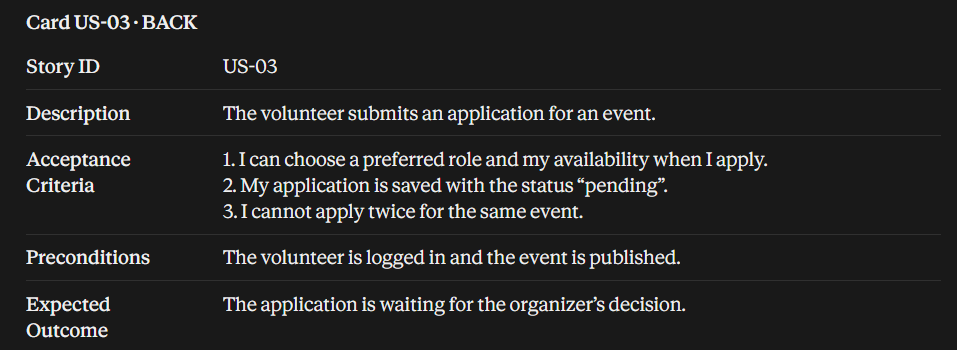 Card US-03 · BACK
Story ID US-03
Description The volunteer submits an application for an event.
Acceptance Criteria 1. I can choose a preferred role and my availability when I apply.
2. My application is saved with the status “pending”.
3. I cannot apply twice for the same event.
Preconditions The volunteer is logged in and the event is published.
Expected Outcome The application is waiting for the organizer’s decision.